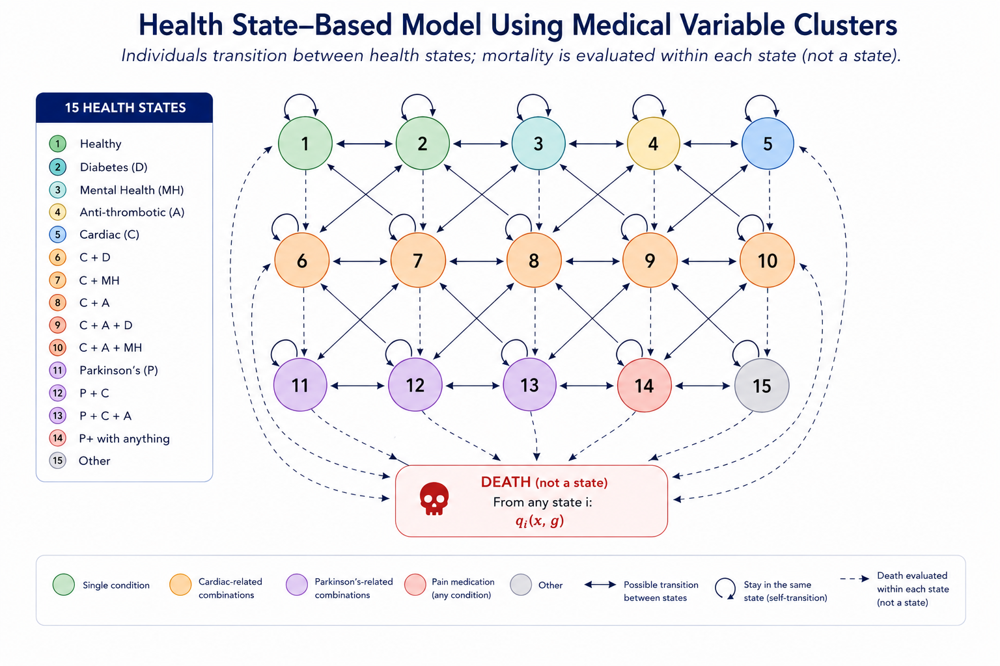 Health State–Based Model Using Medical Variable Clusters
Individuals transition between health states; mortality is evaluated within each state (not a state).
15 HEALTH STATES
1 Healthy
2 Diabetes (D)
3 Mental Health (MH)
4 Anti-thrombotic (A)
5 Cardiac (C)
6 C + D
7 C + MH
8 C + A
9 C + A + D
10 C + A + MH
11 Parkinson's (P)
12 P + C
13 P + C + A
14 P+ with anything
15 Other
1 2 3 4 5
6 7 8 9 10
11 12 13 14 15
DEATH (not a state)
From any state i:
qᵢ(x, g)
Single condition
Cardiac-related
combinations
Parkinson's-related
combinations
Pain medication
(any condition)
Other
Possible transition
between states
Stay in the same
state (self-transition)
Death evaluated
within each state
(not a state)